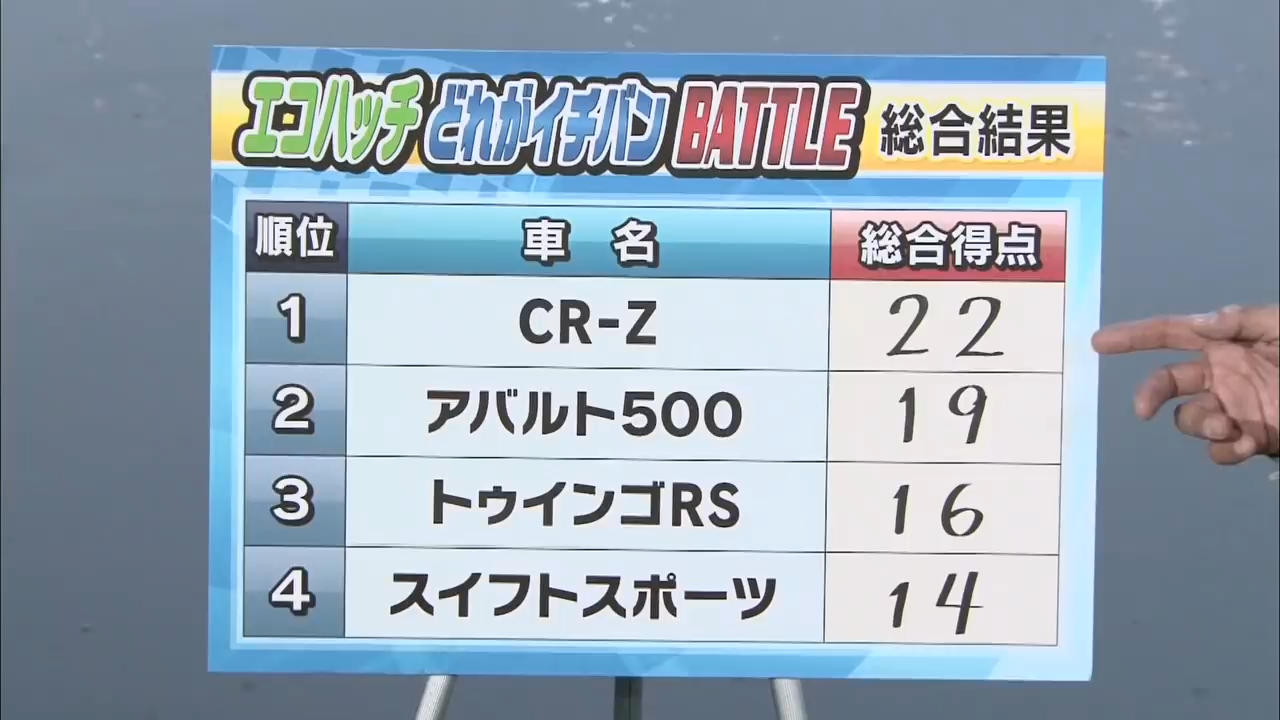 エコハッチ どれがイチバン BATTLE 総合結果
順位 車名 総合得点
1 CR-Z 22
2 アバルト500 19
3 トゥインゴRS 16
4 スイフトスポーツ 14